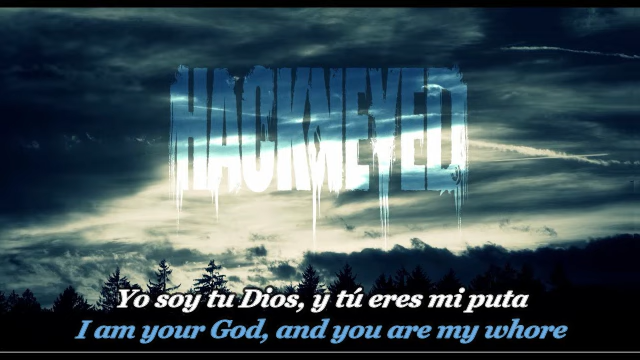 HACKNEYED
Yo soy tu Dios, y tú eres mi puta
I am your God, and you are my whore